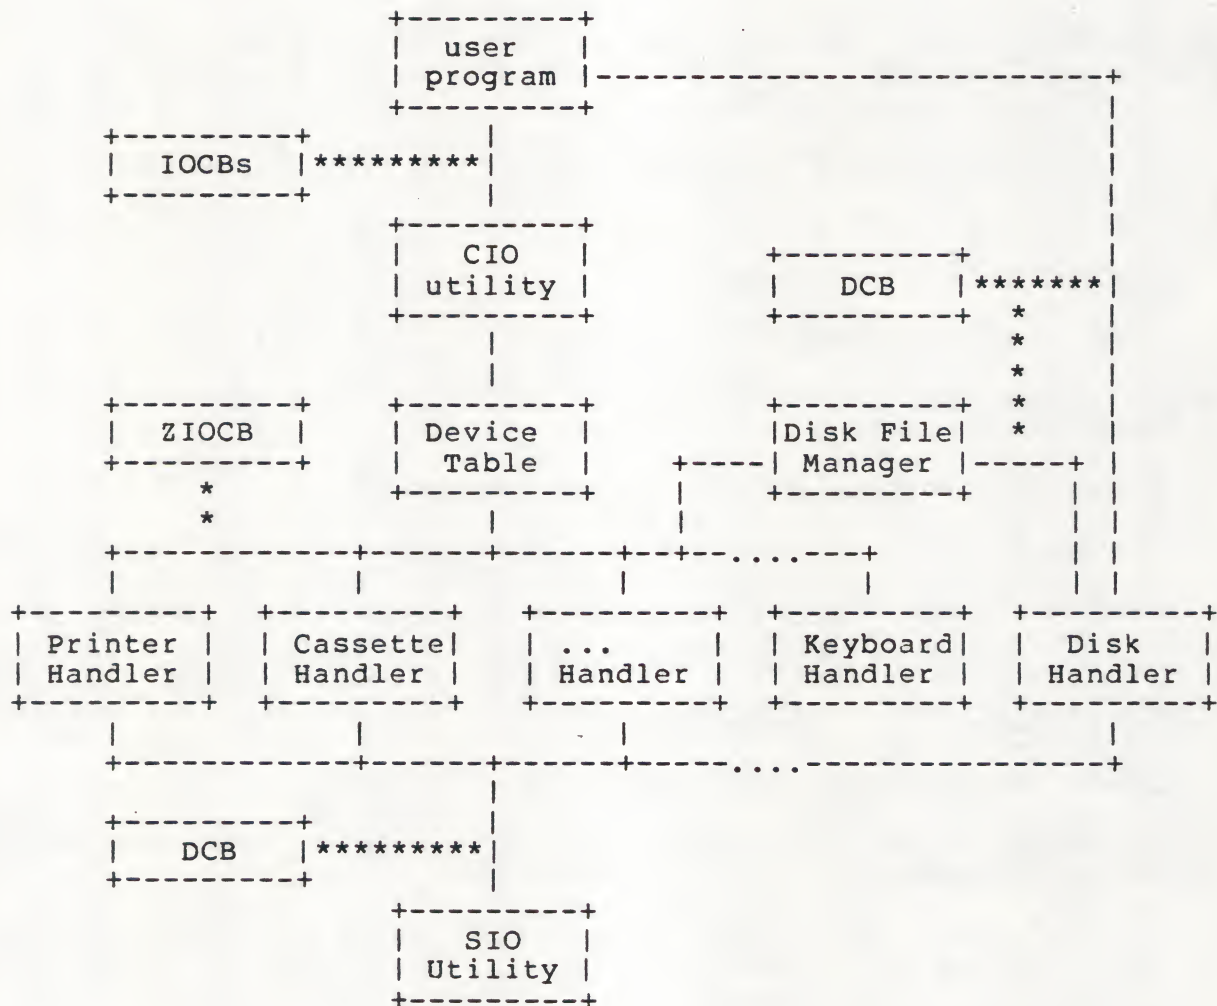 user
program
IOCBs
CIO
utility
DCB
ZIOCB
Device
Table
Disk File
Manager
....
Printer
Handler
Cassette
Handler
...
Handler
Keyboard
Handler
Disk
Handler
....
DCB
SIO
Utility